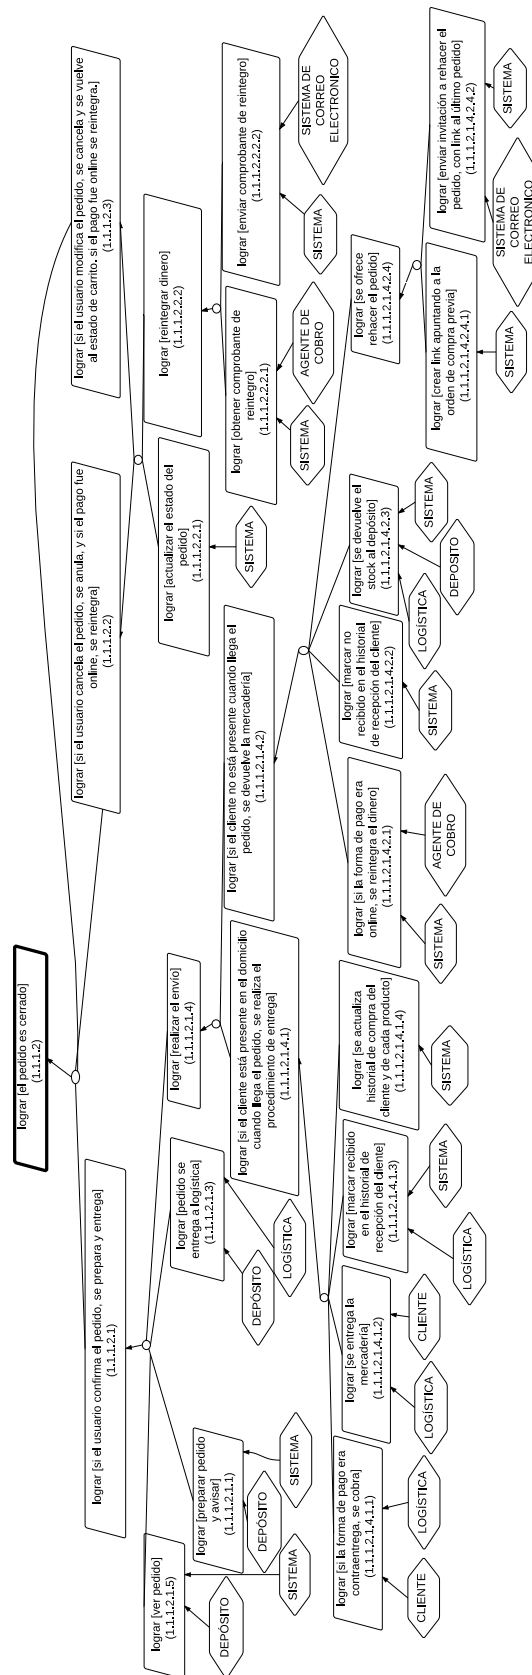 lograr [el pedido es cerrado]
(1.1.1.2)
lograr [si el usuario confirma el pedido, se prepara y entrega]
(1.1.1.2.1)
lograr [si el usuario cancela el pedido, se anula, y si el pago fue
online, se reintegra]
(1.1.1.2.2)
lograr [si el usuario modifica el pedido, se cancela y se vuelve
al estado de carrito. si el pago fue online se reintegra.]
(1.1.1.2.3)
lograr [ver pedido]
(1.1.1.2.1.5)
DEPÓSITO
SISTEMA
lograr [preparar pedido
y avisar]
(1.1.1.2.1.1)
DEPÓSITO
SISTEMA
lograr [pedido se
entrega a logística]
(1.1.1.2.1.3)
DEPÓSITO
LOGÍSTICA
lograr [realizar el envío]
(1.1.1.2.1.4)
lograr [actualizar el estado del
pedido]
(1.1.1.2.2.1)
SISTEMA
lograr [reintegrar dinero]
(1.1.1.2.2.2)
lograr [obtener comprobante de
reintegro]
(1.1.1.2.2.2.1)
SISTEMA
AGENTE DE
COBRO
lograr [enviar comprobante de reintegro]
(1.1.1.2.2.2.2)
SISTEMA
SISTEMA DE
CORREO
ELECTRONICO
lograr [si el cliente está presente en el domicilio
cuando llega el pedido, se realiza el
procedimiento de entrega]
(1.1.1.2.1.4.1)
lograr [si el cliente no está presente cuando llega el
pedido, se devuelve la mercadería]
(1.1.1.2.1.4.2)
lograr [si la forma de pago era
contraentrega, se cobra]
(1.1.1.2.1.4.1.1)
CLIENTE
LOGÍSTICA
lograr [se entrega la
mercadería]
(1.1.1.2.1.4.1.2)
LOGÍSTICA
CLIENTE
lograr [marcar recibido
en el historial de
recepción del cliente]
(1.1.1.2.1.4.1.3)
LOGÍSTICA
SISTEMA
lograr [se actualiza
historial de compra del
cliente y de cada producto]
(1.1.1.2.1.4.1.4)
SISTEMA
lograr [si la forma de pago era
online, se reintegra el dinero]
(1.1.1.2.1.4.2.1)
SISTEMA
AGENTE DE
COBRO
lograr [marcar no
recibido en el historial
de recepción del cliente]
(1.1.1.2.1.4.2.2)
SISTEMA
lograr [se devuelve el
stock al depósito]
(1.1.1.2.1.4.2.3)
LOGÍSTICA
DEPOSITO
SISTEMA
lograr [se ofrece
rehacer el pedido]
(1.1.1.2.1.4.2.4)
lograr [crear link apuntando a la
orden de compra previa]
(1.1.1.2.1.4.2.4.1)
SISTEMA
lograr [enviar invitación a rehacer el
pedido, con link al último pedido]
(1.1.1.2.1.4.2.4.2)
SISTEMA DE
CORREO
ELECTRONICO
SISTEMA